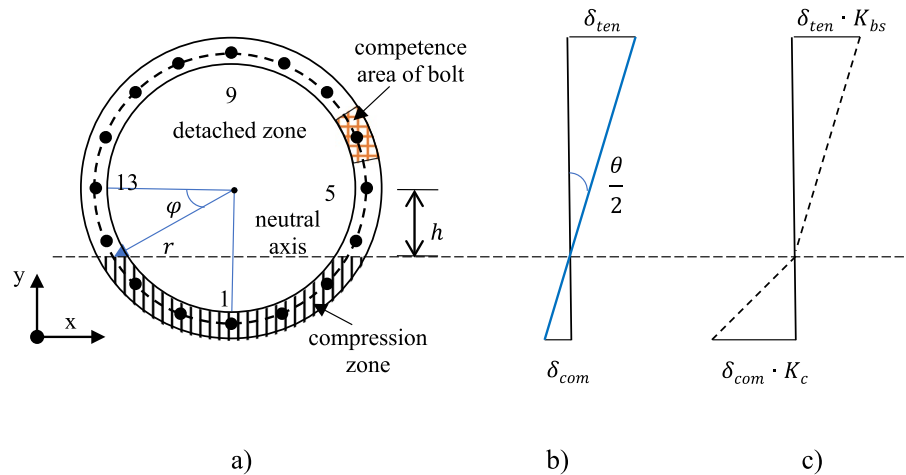 δ_ten
δ_ten · K_bs
competence
area of bolt
9
detached zone
13
5
φ
neutral
axis
r
h
θ/2
y
x
1
compression
zone
δ_com
δ_com · K_c
a)
b)
c)